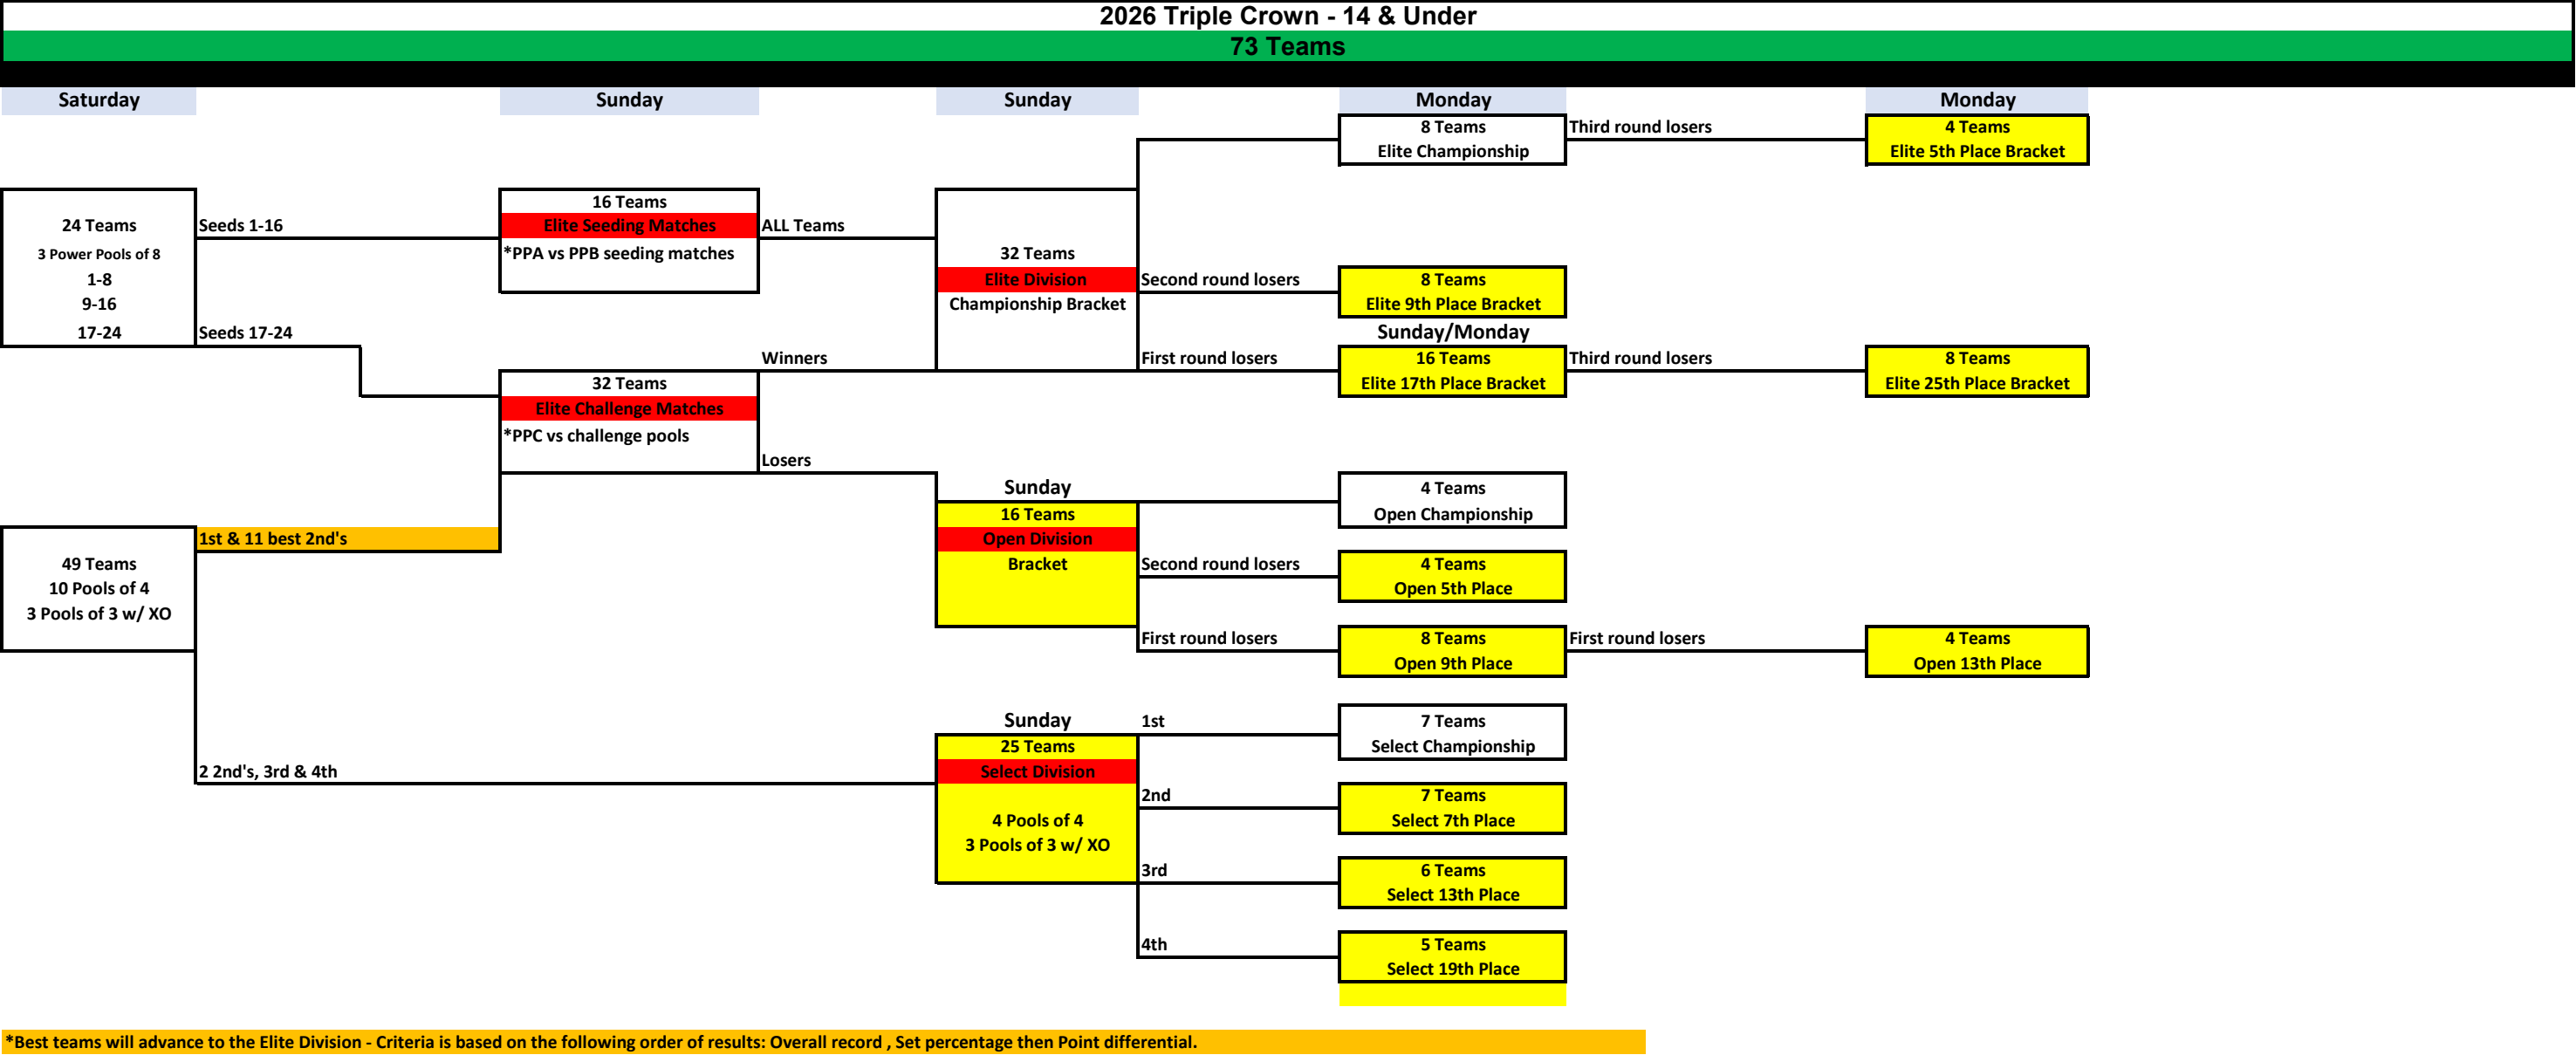 2026 Triple Crown - 14 & Under
73 Teams
Saturday
Sunday
Sunday
Monday
Monday
8 Teams
Elite Championship
Third round losers
4 Teams
Elite 5th Place Bracket
24 Teams
3 Power Pools of 8
1-8
9-16
17-24
Seeds 1-16
Seeds 17-24
16 Teams
Elite Seeding Matches
*PPA vs PPB seeding matches
ALL Teams
32 Teams
Elite Division
Championship Bracket
Second round losers
8 Teams
Elite 9th Place Bracket
Sunday/Monday
First round losers
16 Teams
Elite 17th Place Bracket
Third round losers
8 Teams
Elite 25th Place Bracket
Winners
32 Teams
Elite Challenge Matches
*PPC vs challenge pools
Losers
49 Teams
10 Pools of 4
3 Pools of 3 w/ XO
1st & 11 best 2nd's
2 2nd's, 3rd & 4th
Sunday
16 Teams
Open Division
Bracket
4 Teams
Open Championship
Second round losers
4 Teams
Open 5th Place
First round losers
8 Teams
Open 9th Place
First round losers
4 Teams
Open 13th Place
Sunday
25 Teams
Select Division
4 Pools of 4
3 Pools of 3 w/ XO
1st
7 Teams
Select Championship
2nd
7 Teams
Select 7th Place
3rd
6 Teams
Select 13th Place
4th
5 Teams
Select 19th Place
*Best teams will advance to the Elite Division - Criteria is based on the following order of results: Overall record , Set percentage then Point differential.